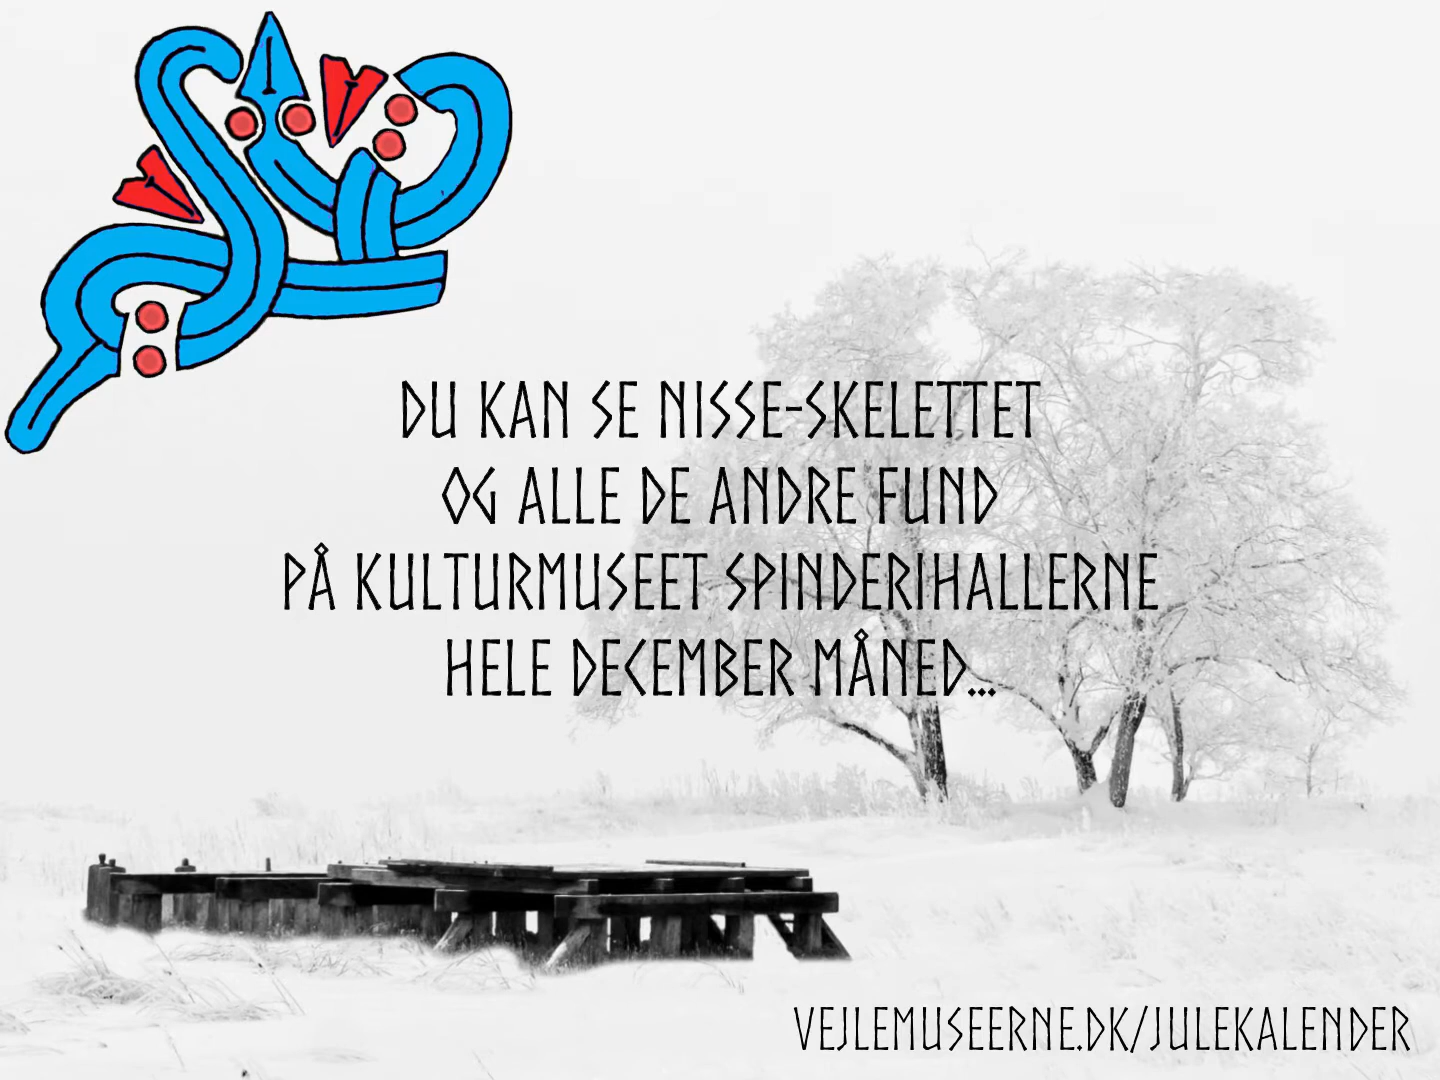 DU KAN SE NISSE-SKELETTET
OG ALLE DE ANDRE FUND
PÅ KULTURMUSEET SPINDERIHALLERNE
HELE DECEMBER MÅNED...
VEJLEMUSEERNE.DK/JULEKALENDER